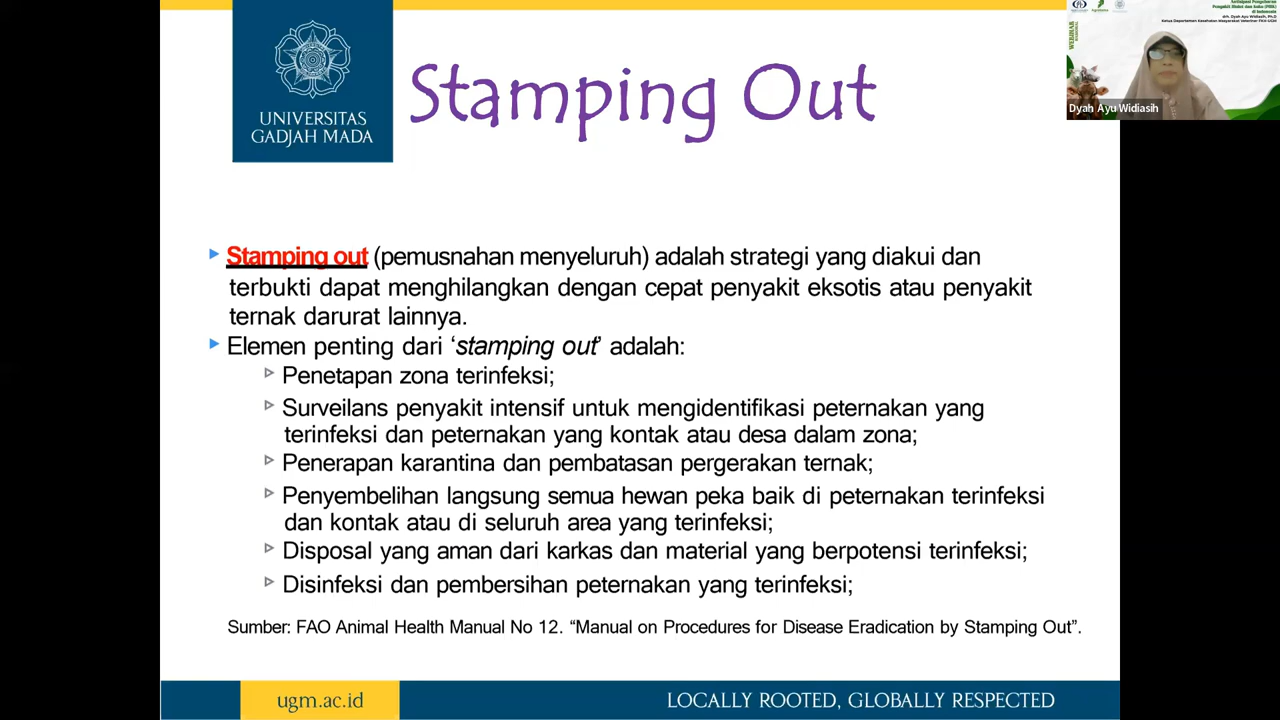 UNIVERSITAS
GADJAH MADA
Stamping Out
Dyah Ayu Widiasih
WEBINAR
Stamping out (pemusnahan menyeluruh) adalah strategi yang diakui dan
terbukti dapat menghilangkan dengan cepat penyakit eksotis atau penyakit
ternak darurat lainnya.
Elemen penting dari ‘stamping out’ adalah:
Penetapan zona terinfeksi;
Surveilans penyakit intensif untuk mengidentifikasi peternakan yang
terinfeksi dan peternakan yang kontak atau desa dalam zona;
Penerapan karantina dan pembatasan pergerakan ternak;
Penyembelihan langsung semua hewan peka baik di peternakan terinfeksi
dan kontak atau di seluruh area yang terinfeksi;
Disposal yang aman dari karkas dan material yang berpotensi terinfeksi;
Disinfeksi dan pembersihan peternakan yang terinfeksi;
Sumber: FAO Animal Health Manual No 12. “Manual on Procedures for Disease Eradication by Stamping Out”.
ugm.ac.id
LOCALLY ROOTED, GLOBALLY RESPECTED